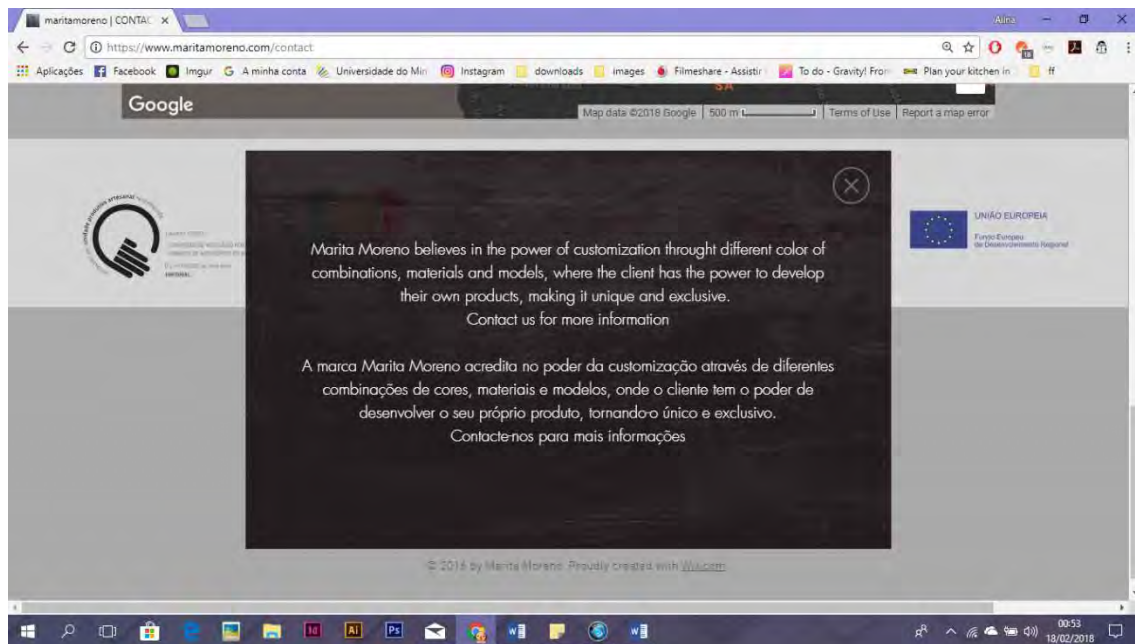 maritamoreno | CONTAC
Alina
https://www.maritamoreno.com/contact
Aplicações Facebook Imgur A minha conta Universidade do Min Instagram downloads images Filmeshare - Assistir To do - Gravity! From Plan your kitchen in ff
Google
SA
Map data ©2018 Google 500 m Terms of Use Report a map error
UNIÃO EUROPEIA
Fundo Europeu
de Desenvolvimento Regional
Marita Moreno believes in the power of customization throught different color of
combinations, materials and models, where the client has the power to develop
their own products, making it unique and exclusive.
Contact us for more information
A marca Marita Moreno acredita no poder da customização através de diferentes
combinações de cores, materiais e modelos, onde o cliente tem o poder de
desenvolver o seu próprio produto, tornando-o único e exclusivo.
Contacte-nos para mais informações
© 2016 by Marita Moreno. Proudly created with Wix.com
00:53
18/02/2018